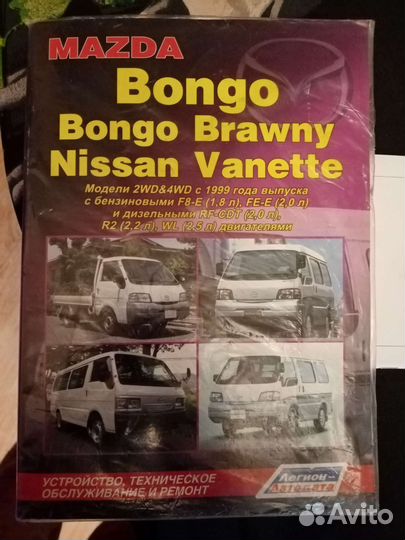 MAZDA
Bongo
Bongo Brawny
Nissan Vanette
Модели 2WD&4WD с 1999 года выпуска
с бензиновыми F8-E (1,8 л), FE-E (2,0 л)
и дизельными RF-CDT (2,0 л),
R2 (2,2 л), WL (2,5 л) двигателями
УСТРОЙСТВО, ТЕХНИЧЕСКОЕ
ОБСЛУЖИВАНИЕ И РЕМОНТ
Легион-
Автодата
Avito